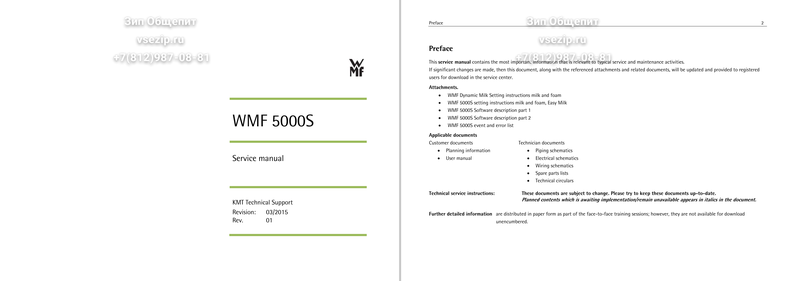 Зип Общепит
vsezip.ru
+7(812)987-08-81
WMF
WMF 5000S
Service manual
KMT Technical Support
Revision: 03/2015
Rev. 01
Preface 3
Зип Общепит
vsezip.ru
+7(812)987-08-81
Preface
This service manual contains the most important information that is relevant to typical service and maintenance activities.
If significant changes are made, then this document, along with the referenced attachments and related documents, will be updated and provided to registered
users for download in the service center.
Attachments.
• WMF Dynamic Milk Setting instructions milk and foam
• WMF 5000S setting instructions milk and foam, Easy Milk
• WMF 5000S Software description part 1
• WMF 5000S Software description part 2
• WMF 5000S event and error list
Applicable documents
Customer documents Technician documents
• Planning information • Piping schematics
• User manual • Electrical schematics
• Wiring schematics
• Spare parts lists
• Technical circulars
Technical service instructions: These documents are subject to change. Please try to keep these documents up-to-date.
Planned contents which is awaiting implementation/remain unavailable appears in italics in the document.
Further detailed information are distributed in paper form as part of the face-to-face training sessions; however, they are not available for download
unencumbered.